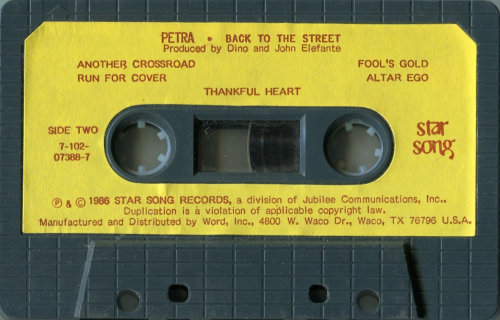 PETRA • BACK TO THE STREET
Produced by Dino and John Elefante
ANOTHER CROSSROAD
RUN FOR COVER
FOOL'S GOLD
ALTAR EGO
THANKFUL HEART
SIDE TWO
7-102-
07388-7
star
song
Ⓟ & © 1986 STAR SONG RECORDS, a division of Jubilee Communications, Inc..
Duplication is a violation of applicable copyright law.
Manufactured and Distributed by Word, Inc., 4800 W. Waco Dr., Waco, TX 76796 U.S.A.